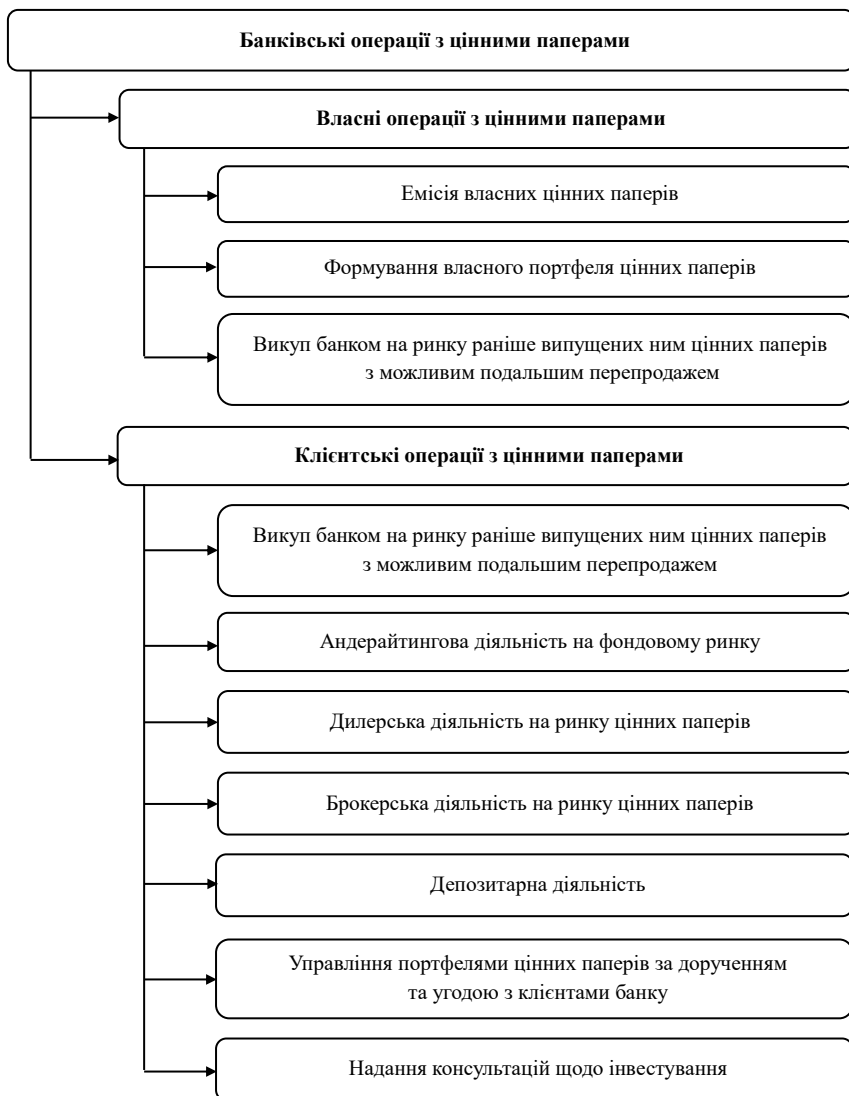 Банківські операції з цінними паперами
Власні операції з цінними паперами
Емісія власних цінних паперів
Формування власного портфеля цінних паперів
Викуп банком на ринку раніше випущених ним цінних паперів
з можливим подальшим перепродажем
Клієнтські операції з цінними паперами
Викуп банком на ринку раніше випущених ним цінних паперів
з можливим подальшим перепродажем
Андерайтингова діяльність на фондовому ринку
Дилерська діяльність на ринку цінних паперів
Брокерська діяльність на ринку цінних паперів
Депозитарна діяльність
Управління портфелями цінних паперів за дорученням
та угодою з клієнтами банку
Надання консультацій щодо інвестування